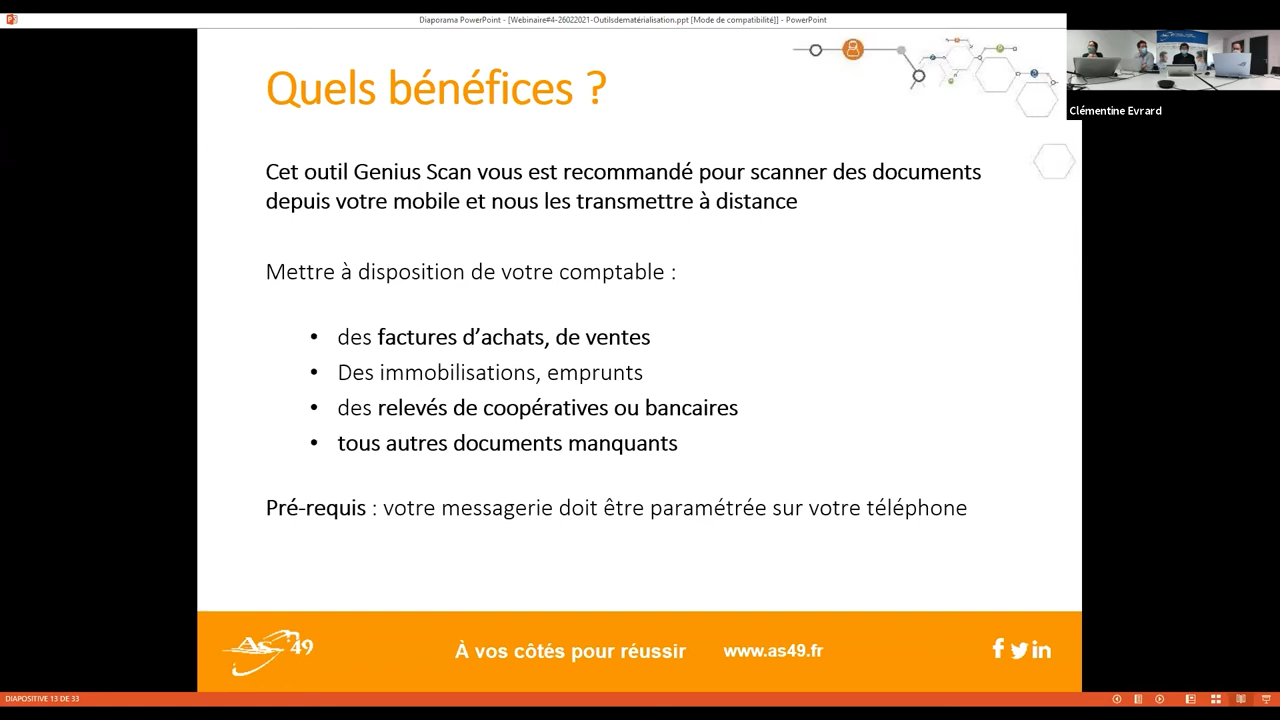 Diaporama PowerPoint - [Webinaire#4-26022021-Outilsdematérialisation.ppt [Mode de compatibilité]] - PowerPoint
Clémentine Evrard
Quels bénéfices ?
Cet outil Genius Scan vous est recommandé pour scanner des documents
depuis votre mobile et nous les transmettre à distance
Mettre à disposition de votre comptable :
• des factures d’achats, de ventes
• Des immobilisations, emprunts
• des relevés de coopératives ou bancaires
• tous autres documents manquants
Pré-requis : votre messagerie doit être paramétrée sur votre téléphone
As 49
À vos côtés pour réussir
www.as49.fr
DIAPOSITIVE 13 DE 33